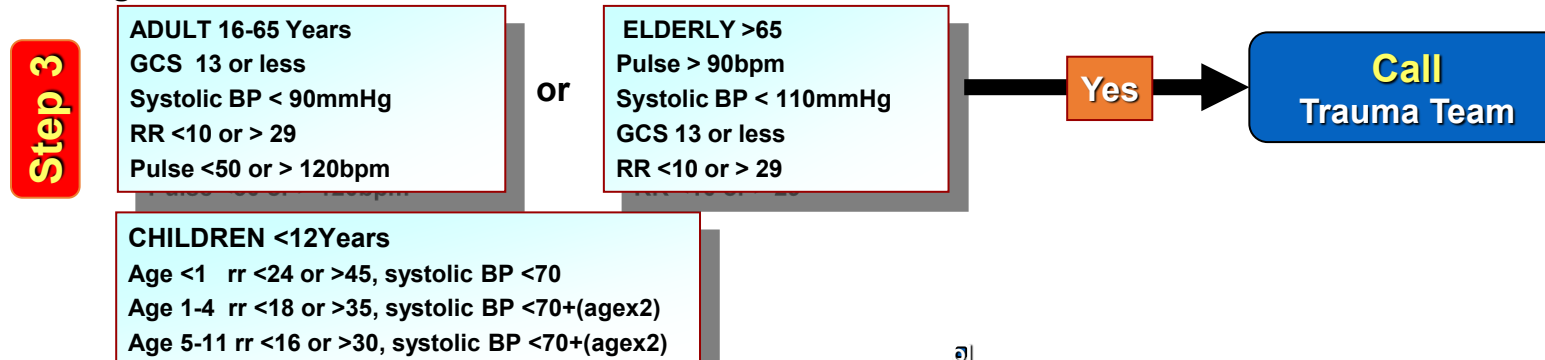 Step 3
ADULT 16-65 Years
GCS 13 or less
Systolic BP < 90mmHg
RR <10 or > 29
Pulse <50 or > 120bpm
or
ELDERLY >65
Pulse > 90bpm
Systolic BP < 110mmHg
GCS 13 or less
RR <10 or > 29
Yes
Call
Trauma Team
CHILDREN <12Years
Age <1 rr <24 or >45, systolic BP <70
Age 1-4 rr <18 or >35, systolic BP <70+(agex2)
Age 5-11 rr <16 or >30, systolic BP <70+(agex2)